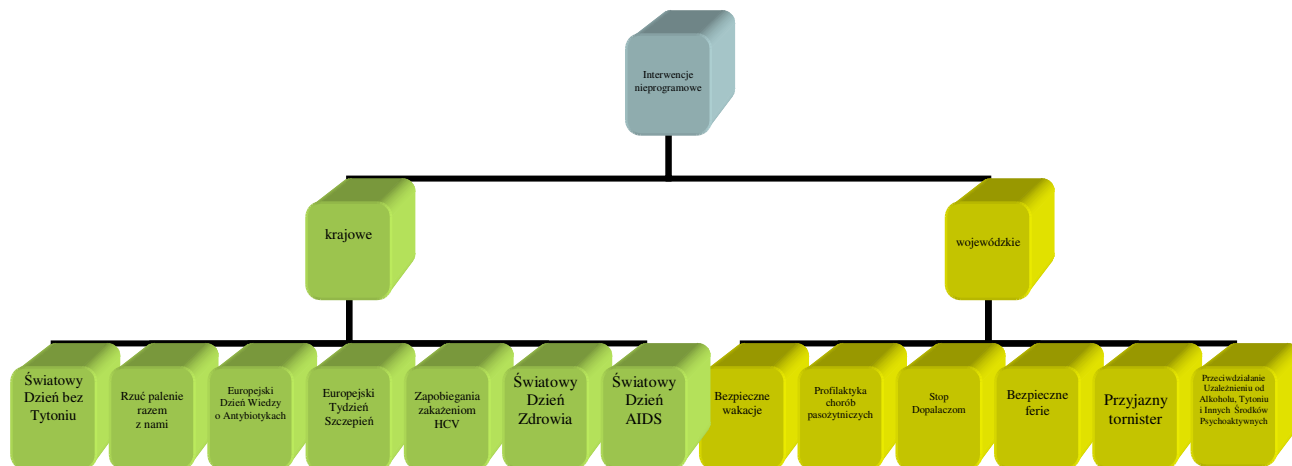 Interwencje
nieprogramowe
krajowe
wojewódzkie
Światowy
Dzień bez
Tytoniu
Rzuć palenie
razem
z nami
Europejski
Dzień Wiedzy
o Antybiotykach
Europejski
Tydzień
Szczepień
Zapobiegania
zakażeniom
HCV
Światowy
Dzień
Zdrowia
Światowy
Dzień
AIDS
Bezpieczne
wakacje
Profilaktyka
chorób
pasożytniczych
Stop
Dopalaczom
Bezpieczne
ferie
Przyjazny
tornister
Przeciwdziałanie
Uzależnieniu od
Alkoholu, Tytoniu
i Innych Środków
Psychoaktywnych